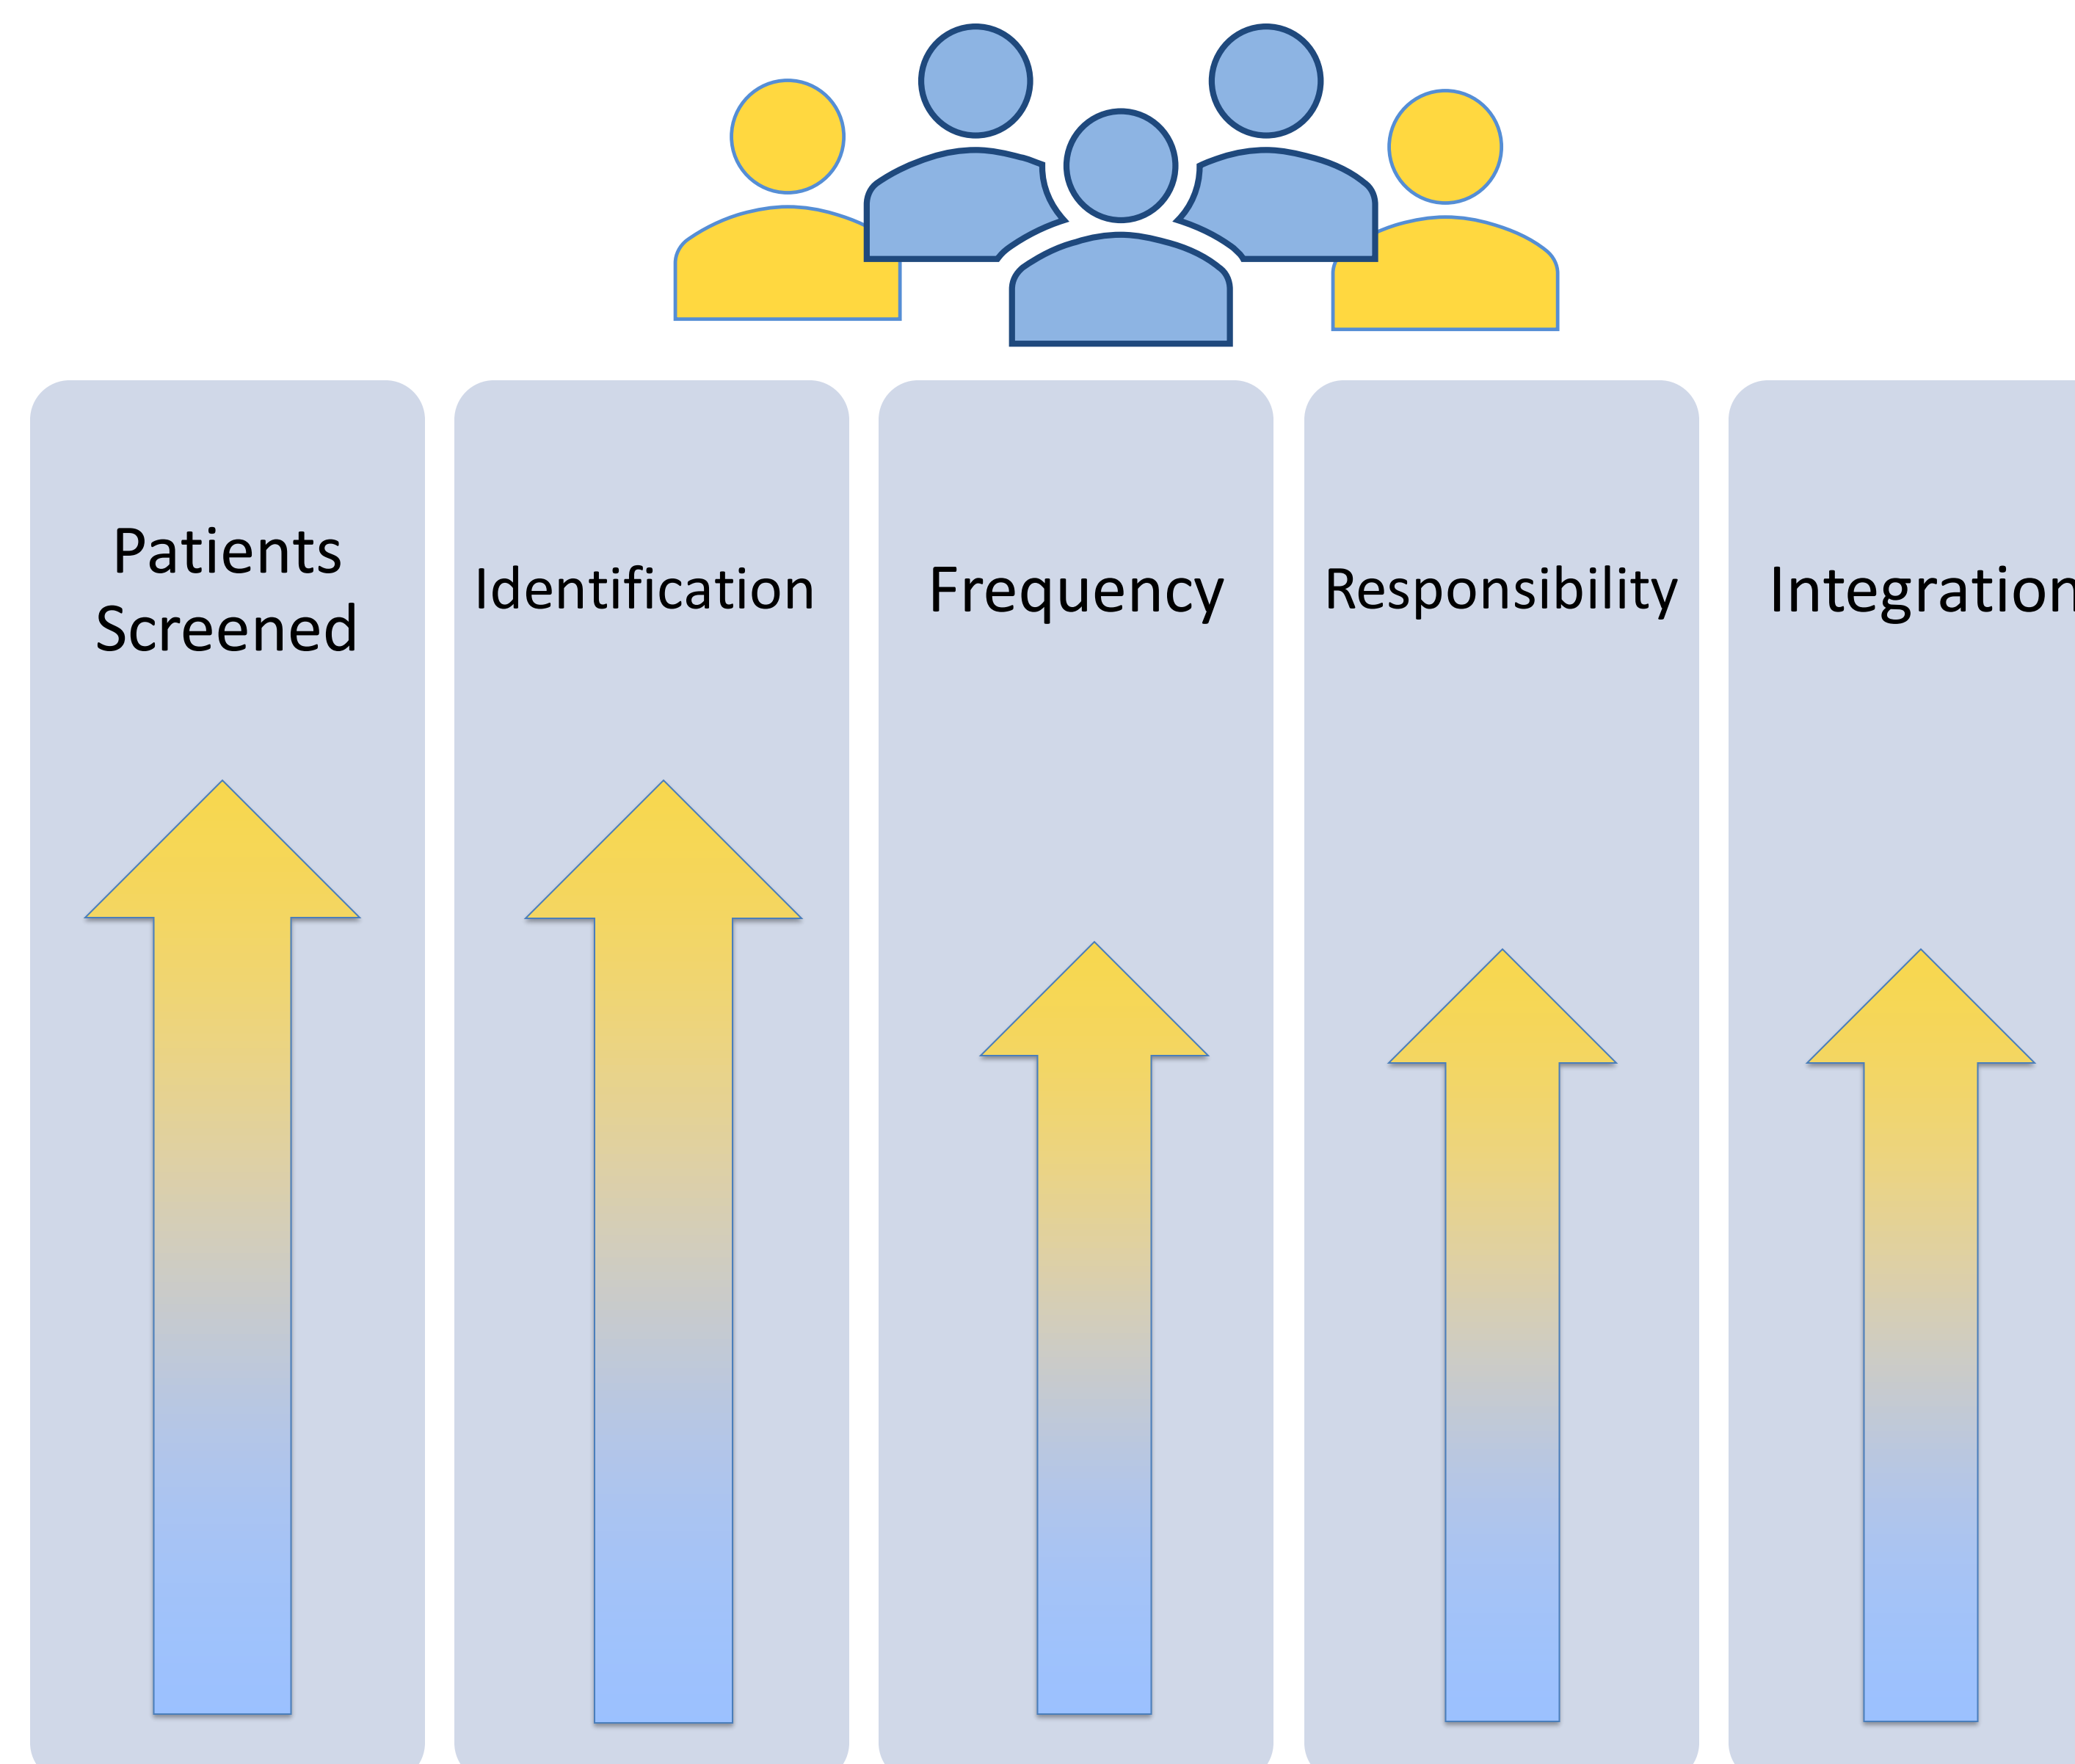 Patients
Screened
Identification
Frequency
Responsibility
Integration